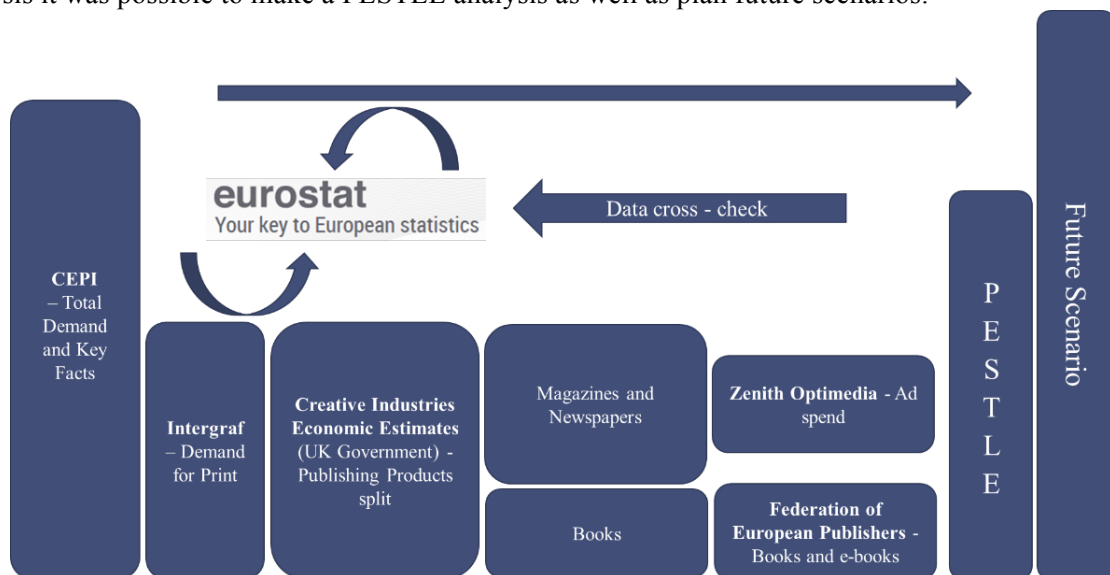 sis it was possible to make a PESTLE analysis as well as plan future scenarios.
CEPI
– Total
Demand
and Key
Facts
eurostat
Your key to European statistics
Data cross - check
Intergraf
– Demand
for Print
Creative Industries
Economic Estimates
(UK Government) -
Publishing Products
split
Magazines and
Newspapers
Books
Zenith Optimedia - Ad
spend
Federation of
European Publishers -
Books and e-books
P
E
S
T
L
E
Future Scenario